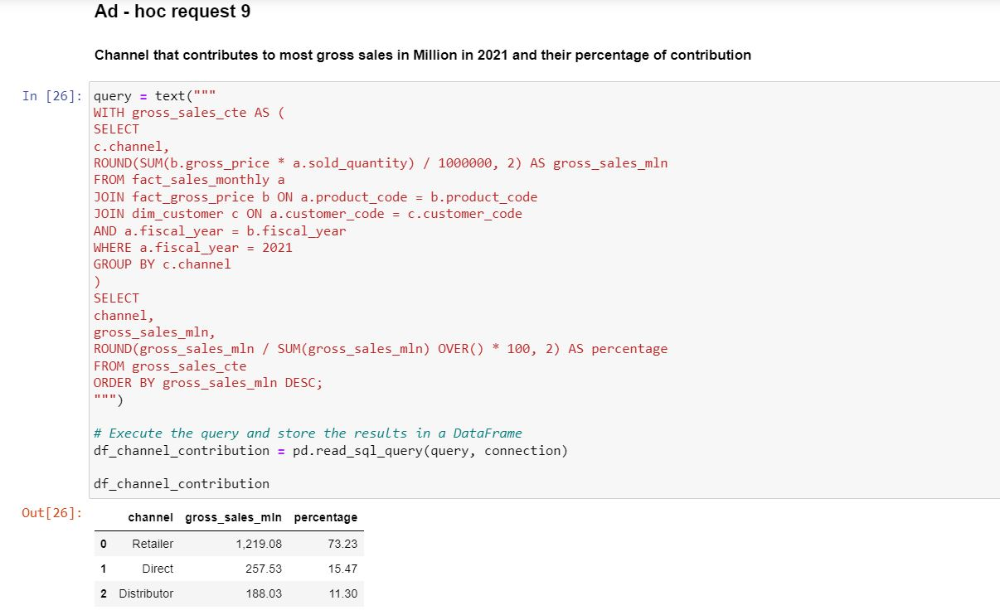 Ad - hoc request 9
Channel that contributes to most gross sales in Million in 2021 and their percentage of contribution
In [26]: query = text("""
WITH gross_sales_cte AS (
SELECT
c.channel,
ROUND(SUM(b.gross_price * a.sold_quantity) / 1000000, 2) AS gross_sales_mln
FROM fact_sales_monthly a
JOIN fact_gross_price b ON a.product_code = b.product_code
JOIN dim_customer c ON a.customer_code = c.customer_code
AND a.fiscal_year = b.fiscal_year
WHERE a.fiscal_year = 2021
GROUP BY c.channel
)
SELECT
channel,
gross_sales_mln,
ROUND(gross_sales_mln / SUM(gross_sales_mln) OVER() * 100, 2) AS percentage
FROM gross_sales_cte
ORDER BY gross_sales_mln DESC;
""")
# Execute the query and store the results in a DataFrame
df_channel_contribution = pd.read_sql_query(query, connection)
df_channel_contribution
Out[26]:
channel gross_sales_mln percentage
0 Retailer 1,219.08 73.23
1 Direct 257.53 15.47
2 Distributor 188.03 11.30